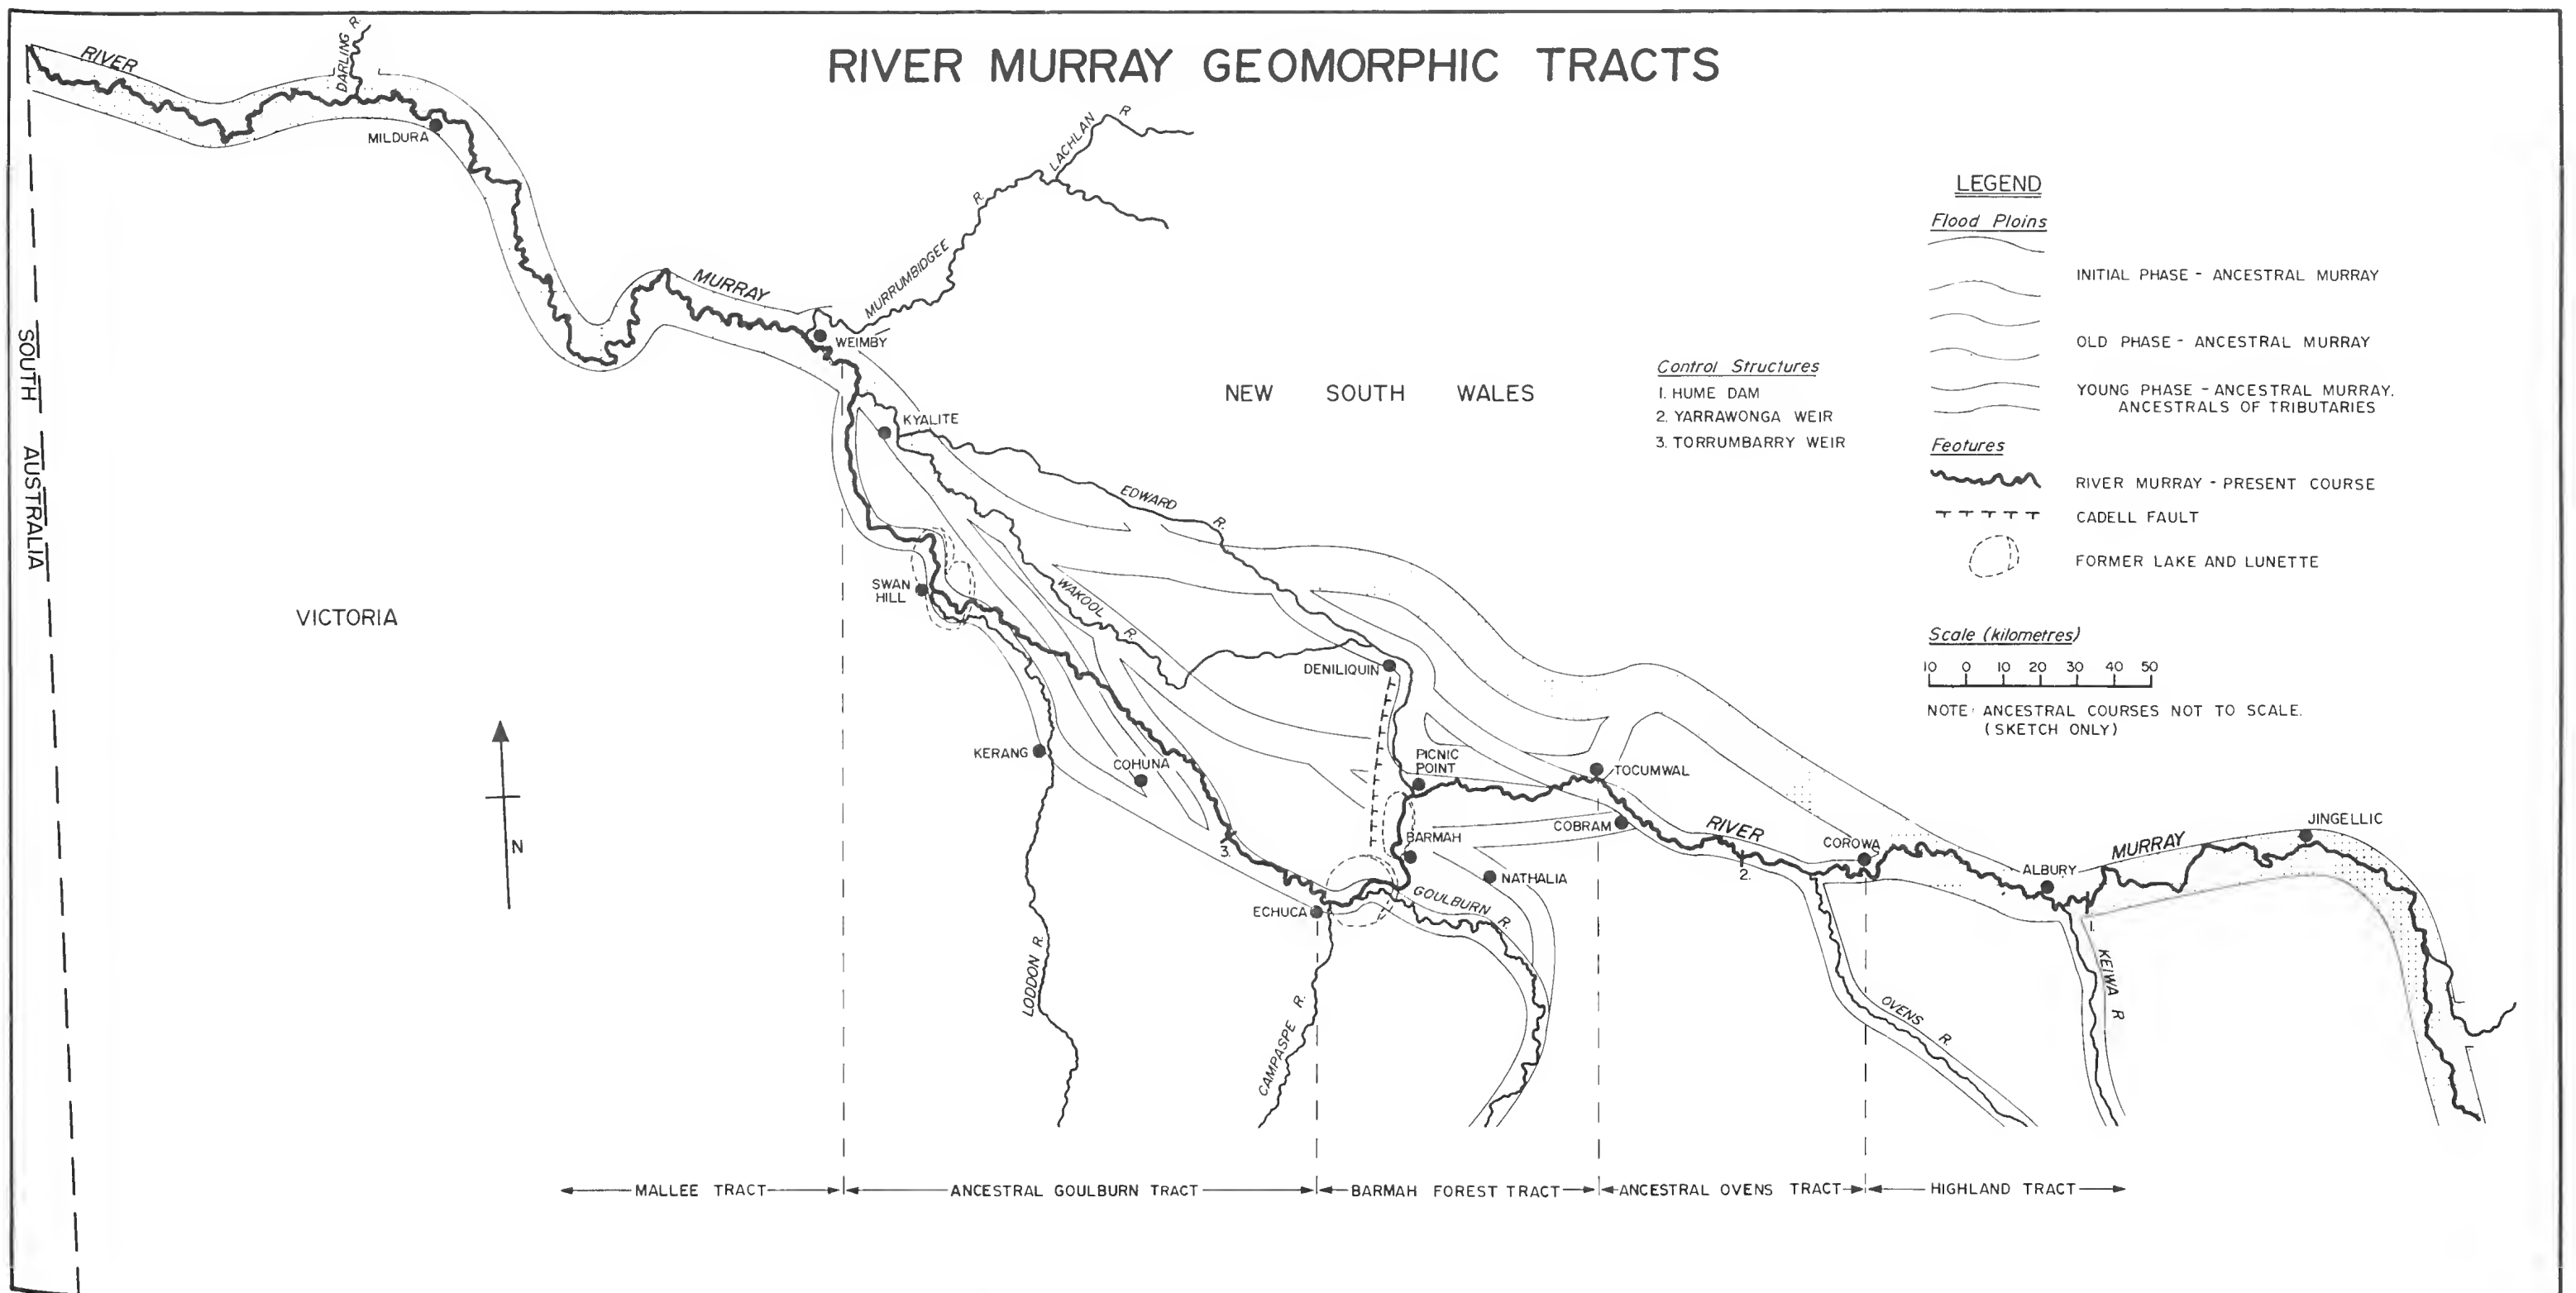 RIVER MURRAY GEOMORPHIC TRACTS
RIVER
DARLING R.
MILDURA
LACHLAN R
MURRUMBIDGEE R.
MURRAY
WEIMBY
KYALITE
NEW SOUTH WALES
SOUTH AUSTRALIA
VICTORIA
EDWARD R.
SWAN
HILL
WAKOOL R.
DENILIQUIN
KERANG
COHUNA
PICNIC
POINT
TOCUMWAL
BARMAH
COBRAM
RIVER
COROWA
MURRAY
JINGELLIC
ALBURY
NATHALIA
3.
2.
1.
ECHUCA
GOULBURN R.
N
LODDON R.
CAMPASPE R.
OVENS R.
KEIWA R
LEGEND
Flood Ploins
INITIAL PHASE - ANCESTRAL MURRAY
OLD PHASE - ANCESTRAL MURRAY
YOUNG PHASE - ANCESTRAL MURRAY.
ANCESTRALS OF TRIBUTARIES
Feotures
RIVER MURRAY - PRESENT COURSE
CADELL FAULT
FORMER LAKE AND LUNETTE
Scale (kilometres)
10 0 10 20 30 40 50
NOTE: ANCESTRAL COURSES NOT TO SCALE.
(SKETCH ONLY)
Control Structures
1. HUME DAM
2. YARRAWONGA WEIR
3. TORRUMBARRY WEIR
MALLEE TRACT
ANCESTRAL GOULBURN TRACT
BARMAH FOREST TRACT
ANCESTRAL OVENS TRACT
HIGHLAND TRACT